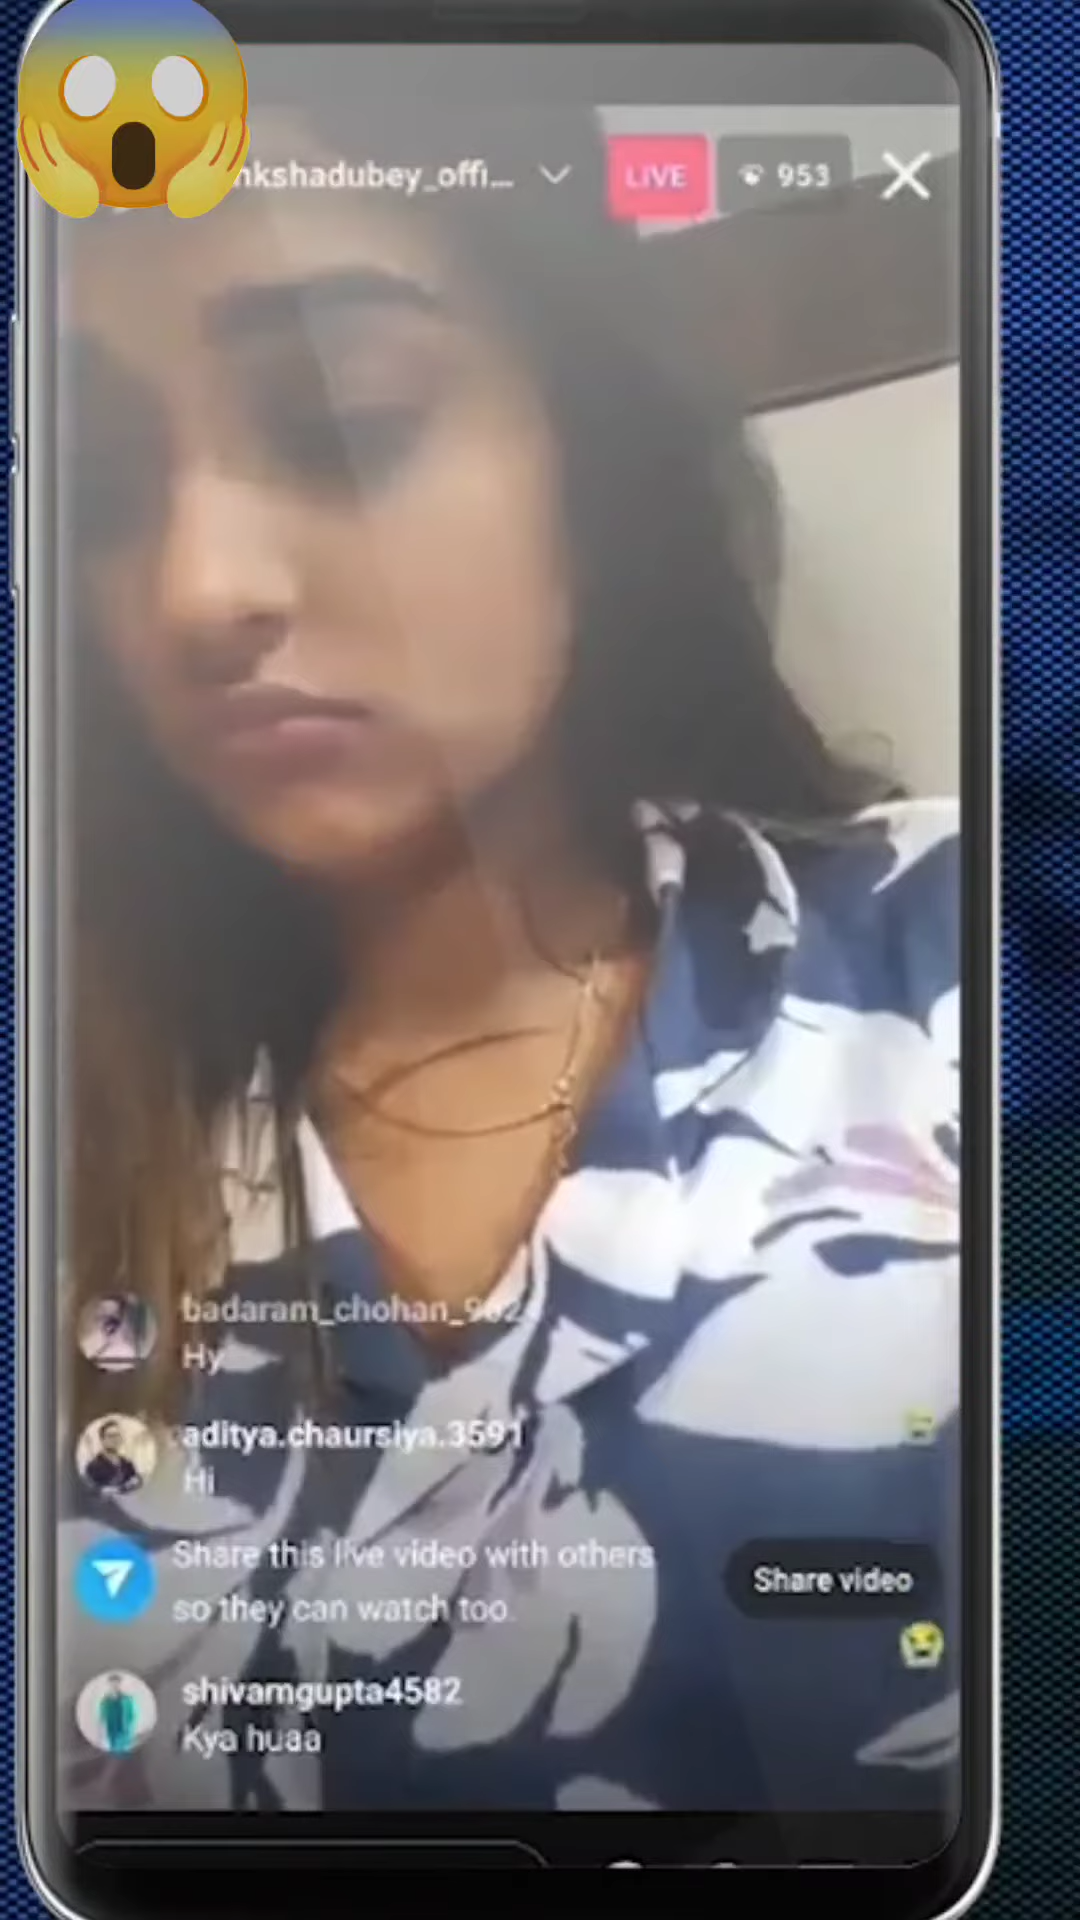 nkshadubey_offi...
LIVE
953
badaram_chohan_902
Hy
aditya.chaursiya.3591
Hi
Share this live video with others
so they can watch too.
Share video
shivamgupta4582
Kya huaa